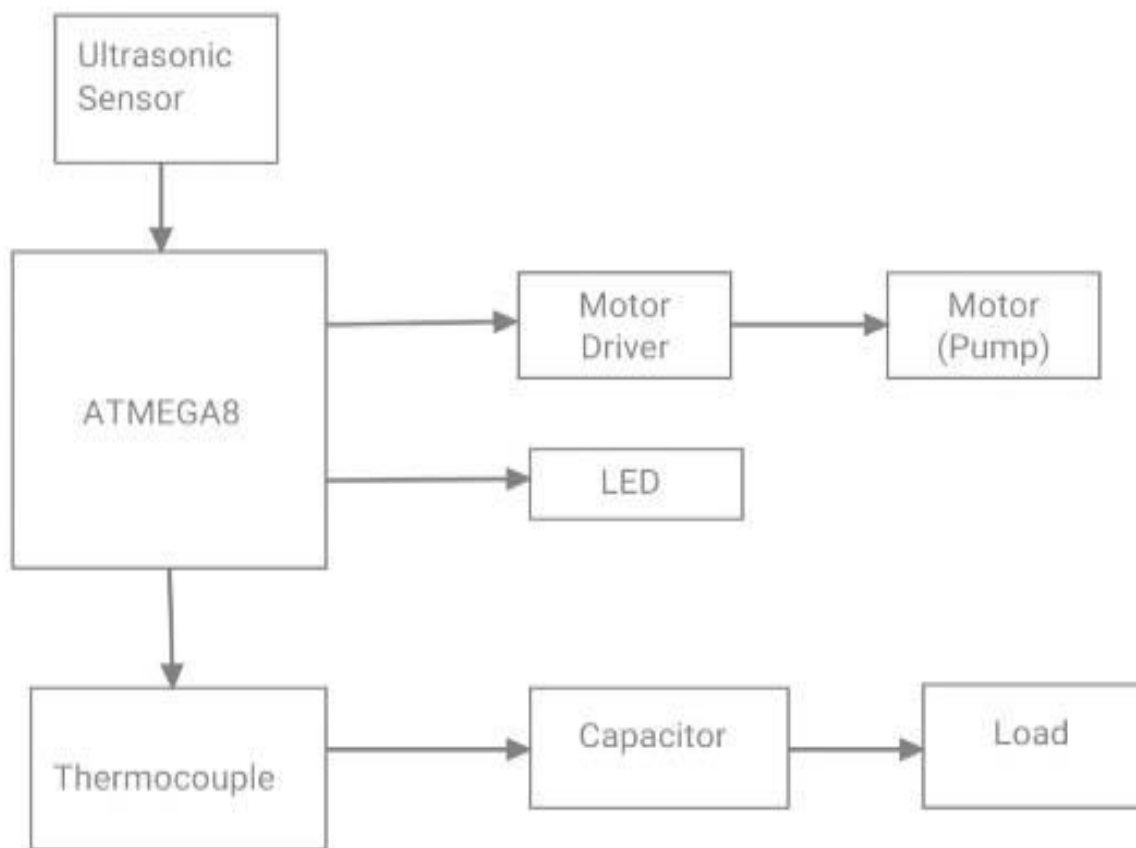 Ultrasonic
Sensor
Motor
Driver
Motor
(Pump)
ATMEGA8
LED
Thermocouple
Capacitor
Load